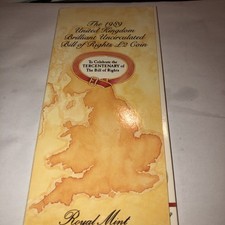 The 1989
United Kingdom
Brilliant Uncirculated
Bill of Rights £2 Coin
To Celebrate the
TERCENTENARY of
The Bill of Rights
Royal Mint